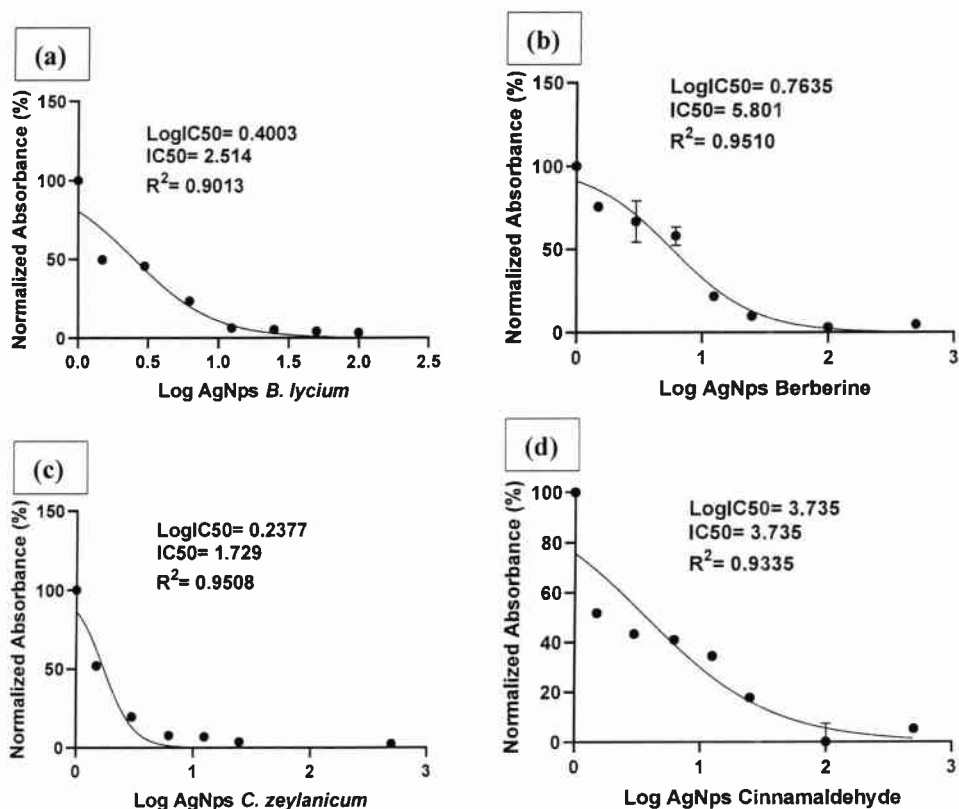 (a)
Normalized Absorbance (%)
150
100
50
0
LogIC50= 0.4003
IC50= 2.514
R²= 0.9013
0.0 0.5 1.0 1.5 2.0 2.5
Log AgNps B. lycium
(b)
Normalized Absorbance (%)
150
100
50
0
LogIC50= 0.7635
IC50= 5.801
R²= 0.9510
0 1 2 3
Log AgNps Berberine
(c)
Normalized Absorbance (%)
150
100
50
0
LogIC50= 0.2377
IC50= 1.729
R²= 0.9508
0 1 2 3
Log AgNps C. zeylanicum
(d)
Normalized Absorbance (%)
100
80
60
40
20
0
LogIC50= 3.735
IC50= 3.735
R²= 0.9335
0 1 2 3
Log AgNps Cinnamaldehyde